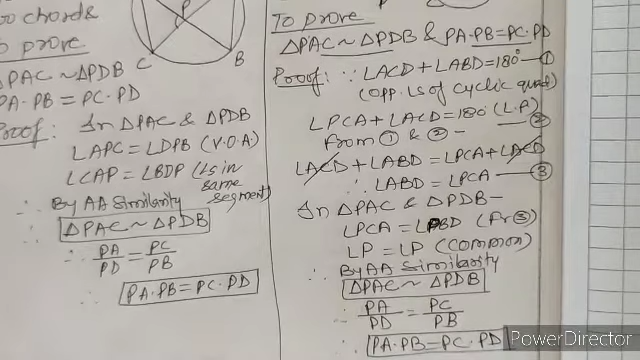 chords
P
C
B
prove
ΔPAC ~ ΔPDB
PA·PB = PC·PD
Proof: In ΔPAC & ΔPDB
∠APC = ∠DPB (V.O.A)
∠CAP = ∠BDP (∠s in
same
segment)
∴ By AA Similarity
∴ ΔPAC ~ ΔPDB
∴ PA/PD = PC/PB
∴ PA·PB = PC·PD
To prove
ΔPAC ~ ΔPDB & PA·PB = PC·PD
Proof: ∵ ∠ACD + ∠ABD = 180° —①
(opp. ∠s of cyclic quad)
∠PCA + ∠ACD = 180° (L.P) —②
From ① & ② –
∠ACD + ∠ABD = ∠PCA + ∠ACD
∴ ∠ABD = ∠PCA —③
In ΔPAC & ΔPDB –
∠PCA = ∠PBD (Fr③)
∠P = ∠P (common)
∴ By AA Similarity
ΔPAC ~ ΔPDB
∴ PA/PD = PC/PB
∴ PA·PB = PC·PD
PowerDirector